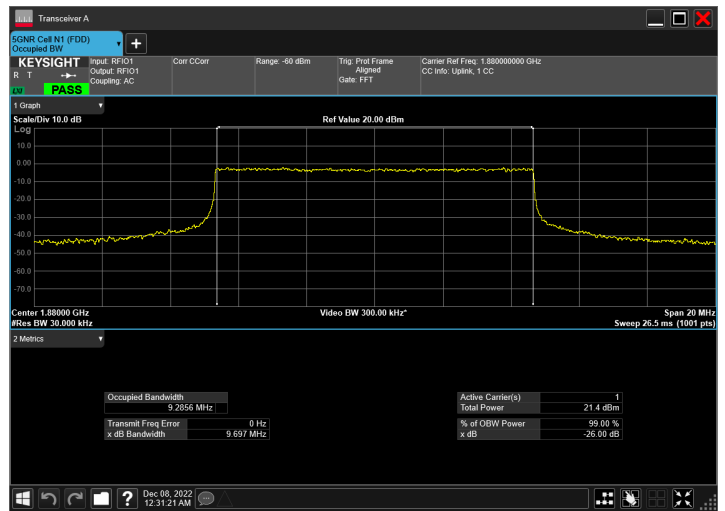 Transceiver A
5GNR Cell N1 (FDD)
Occupied BW
KEYSIGHT
R T
LXI
PASS
Input: RFIO1
Output: RFIO1
Coupling: AC
Corr CCorr
Range: -60 dBm
Trig: Prot Frame
Aligned
Gate: FFT
Carrier Ref Freq: 1.880000000 GHz
CC Info: Uplink, 1 CC
1 Graph
Scale/Div 10.0 dB
Ref Value 20.00 dBm
Log
10.0
0.00
-10.0
-20.0
-30.0
-40.0
-50.0
-60.0
-70.0
Center 1.88000 GHz
Video BW 300.00 kHz*
Span 20 MHz
#Res BW 30.000 kHz
Sweep 26.5 ms (1001 pts)
2 Metrics
Occupied Bandwidth
9.2856 MHz
Transmit Freq Error 0 Hz
x dB Bandwidth 9.697 MHz
Active Carrier(s) 1
Total Power 21.4 dBm
% of OBW Power 99.00 %
x dB -26.00 dB
?
Dec 08, 2022
12:31:21 AM